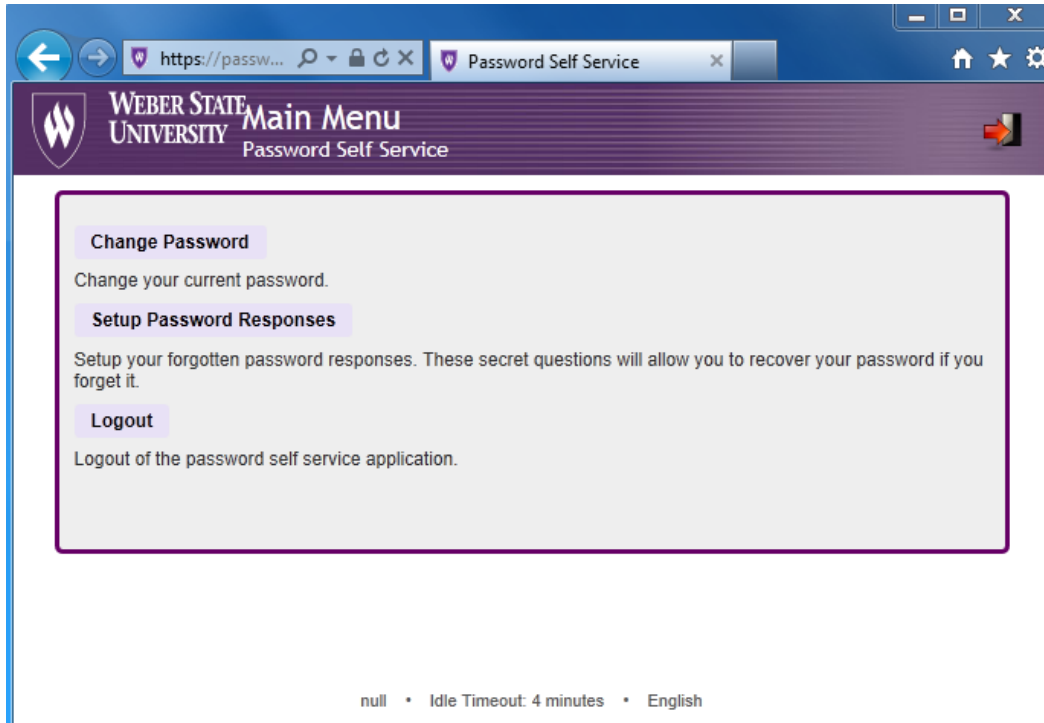 https://passw...
Password Self Service
WEBER STATE
UNIVERSITY
Main Menu
Password Self Service
Change Password
Change your current password.
Setup Password Responses
Setup your forgotten password responses. These secret questions will allow you to recover your password if you
forget it.
Logout
Logout of the password self service application.
null • Idle Timeout: 4 minutes • English